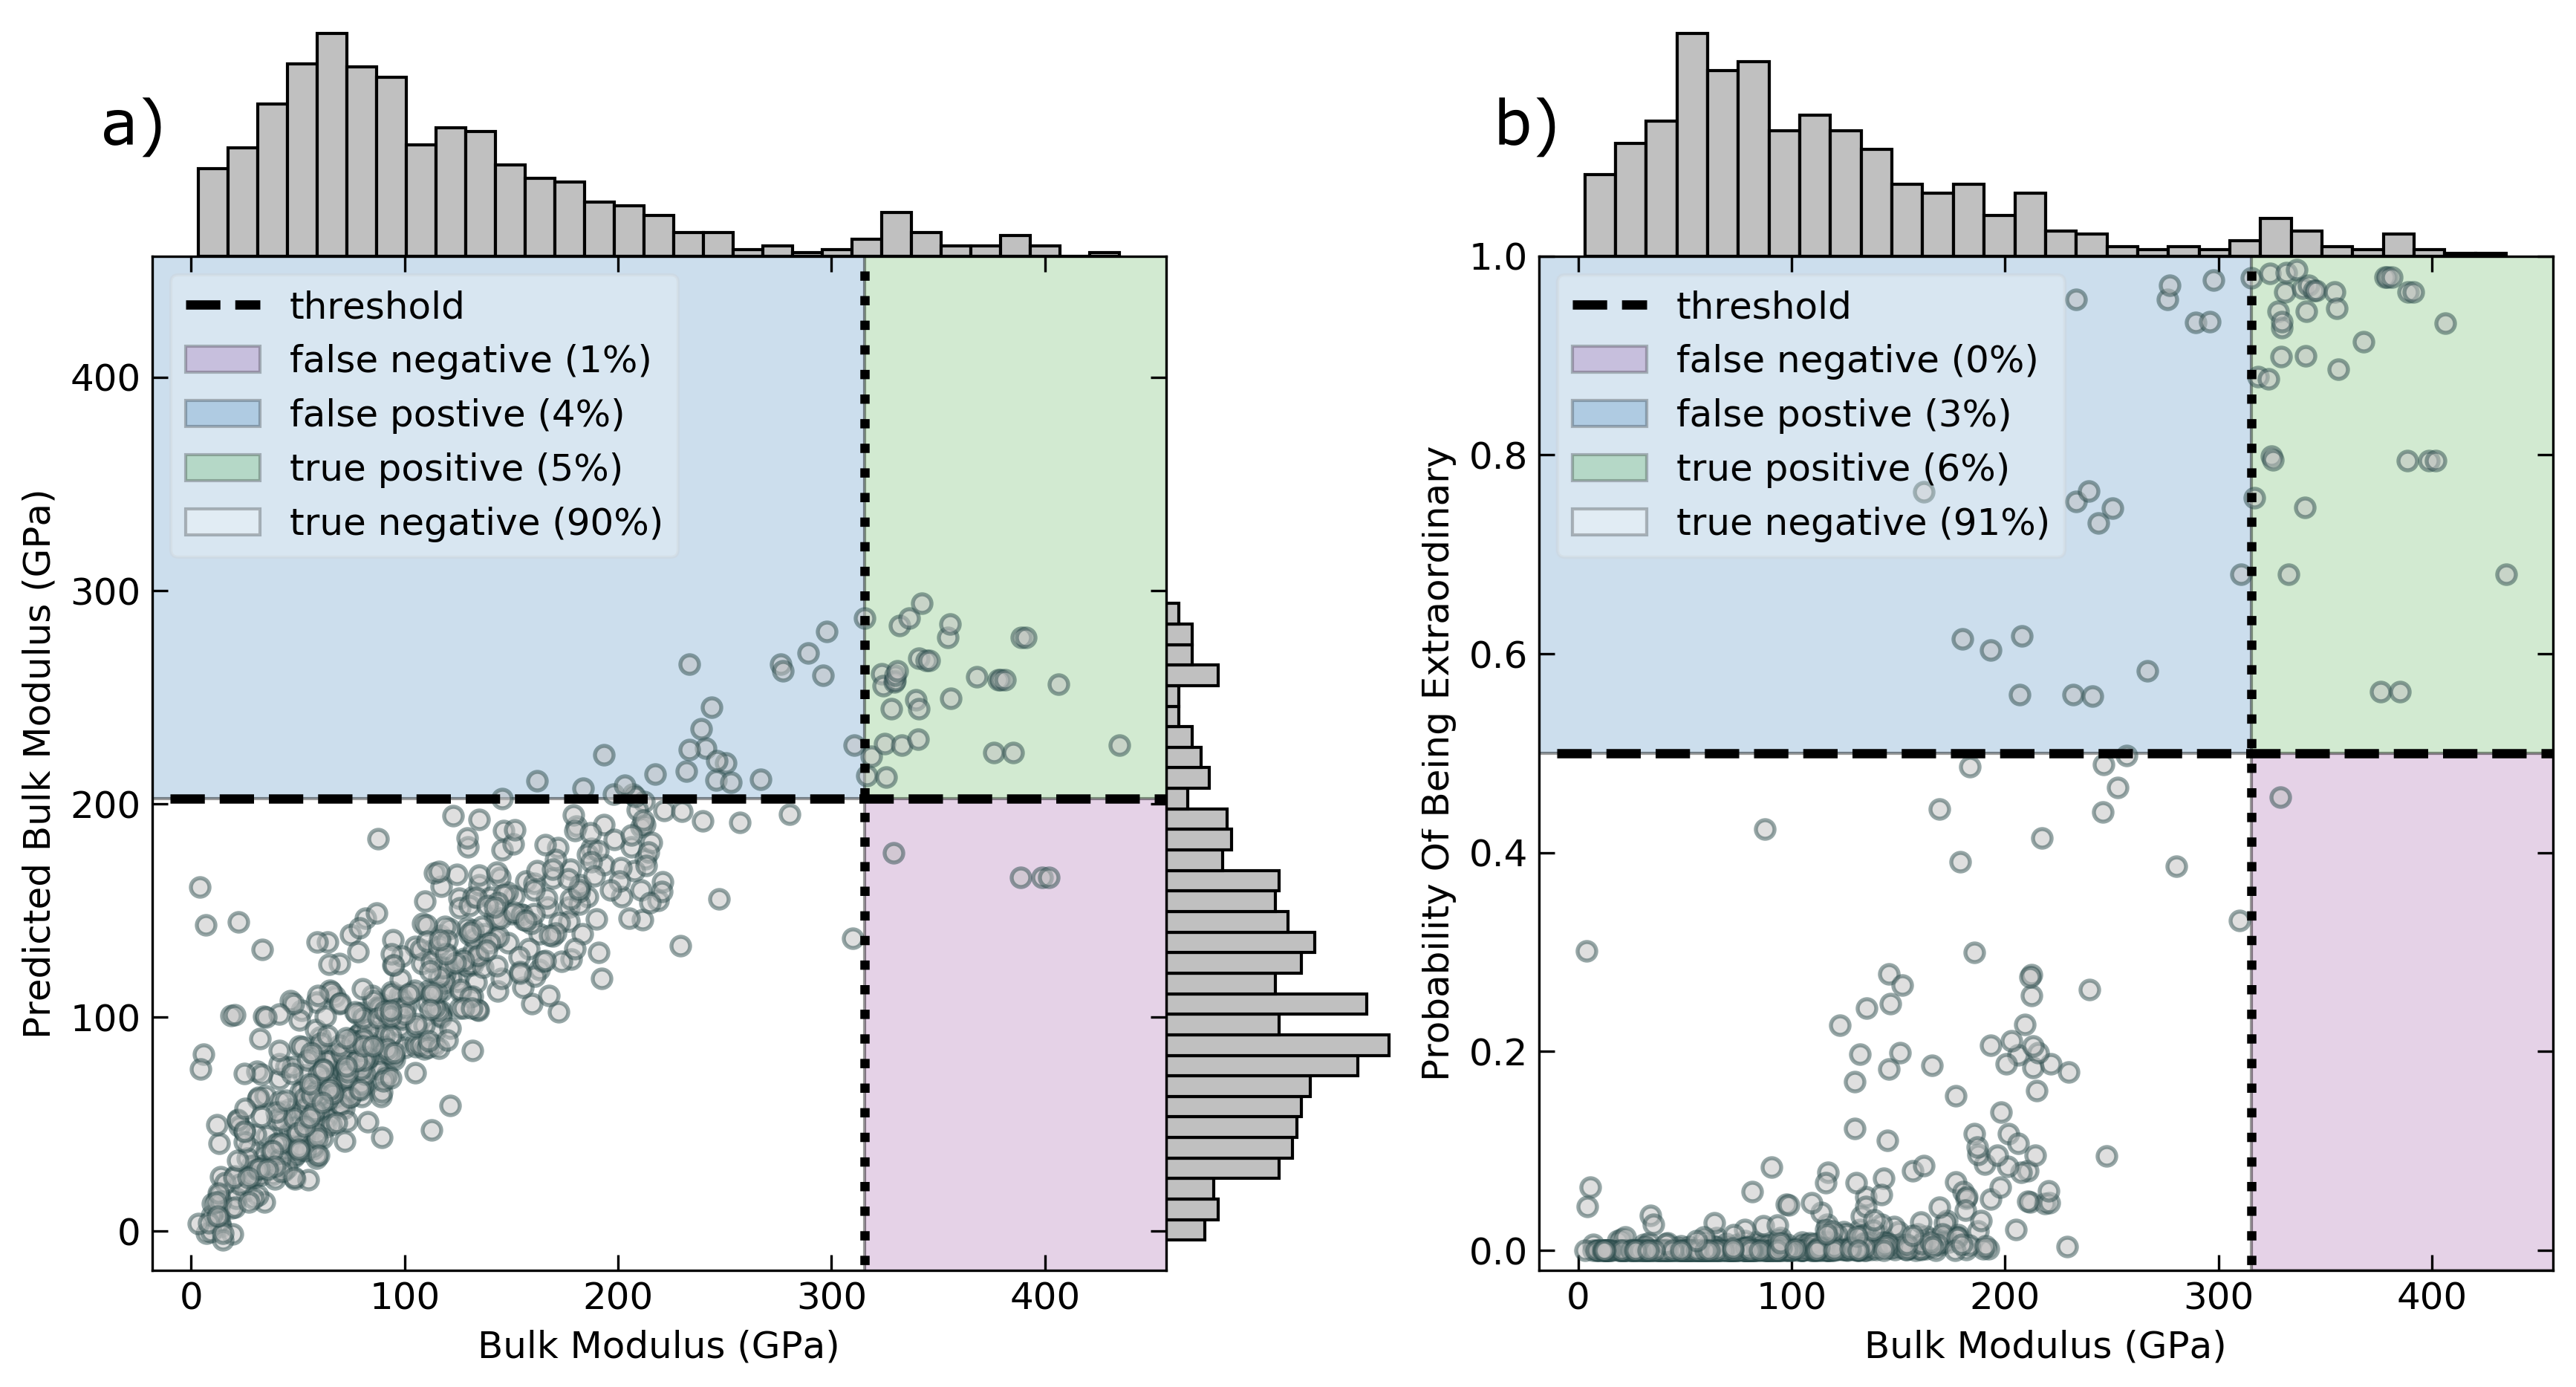 a)
threshold
false negative (1%)
false postive (4%)
true positive (5%)
true negative (90%)
400
300
200
100
0
Predicted Bulk Modulus (GPa)
0 100 200 300 400
Bulk Modulus (GPa)
b)
threshold
false negative (0%)
false postive (3%)
true positive (6%)
true negative (91%)
1.0
0.8
0.6
0.4
0.2
0.0
Probability Of Being Extraordinary
0 100 200 300 400
Bulk Modulus (GPa)